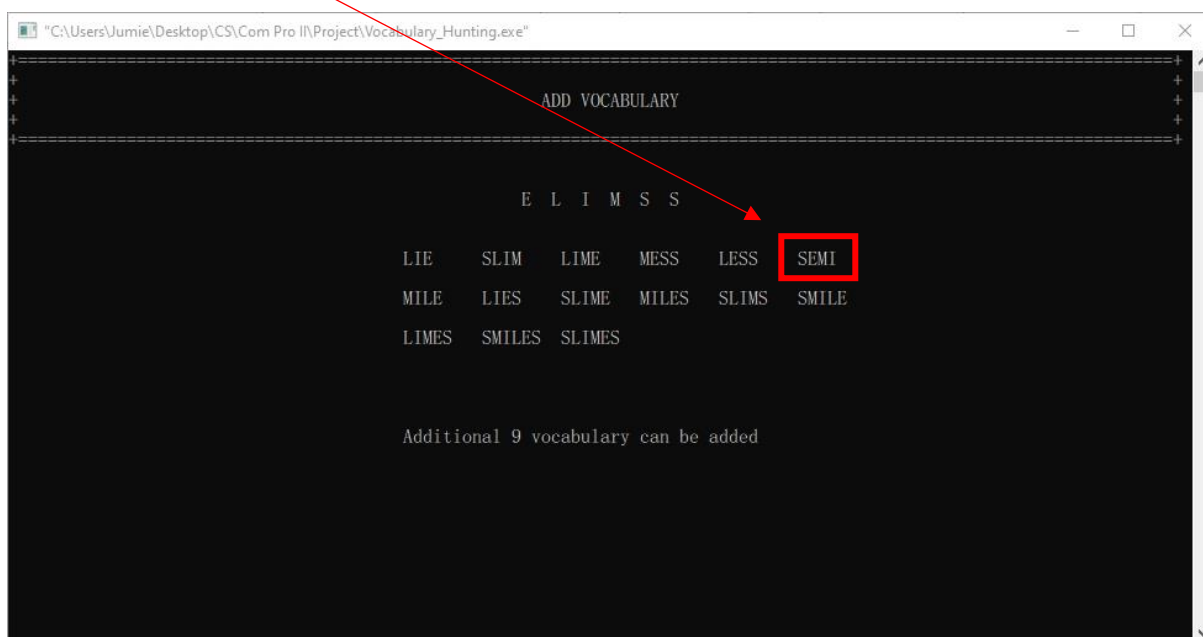 "C:\Users\Jumie\Desktop\CS\Com Pro II\Project\Vocabulary_Hunting.exe"
ADD VOCABULARY
E L I M S S
LIE SLIM LIME MESS LESS SEMI
MILE LIES SLIME MILES SLIMS SMILE
LIMES SMILES SLIMES
Additional 9 vocabulary can be added